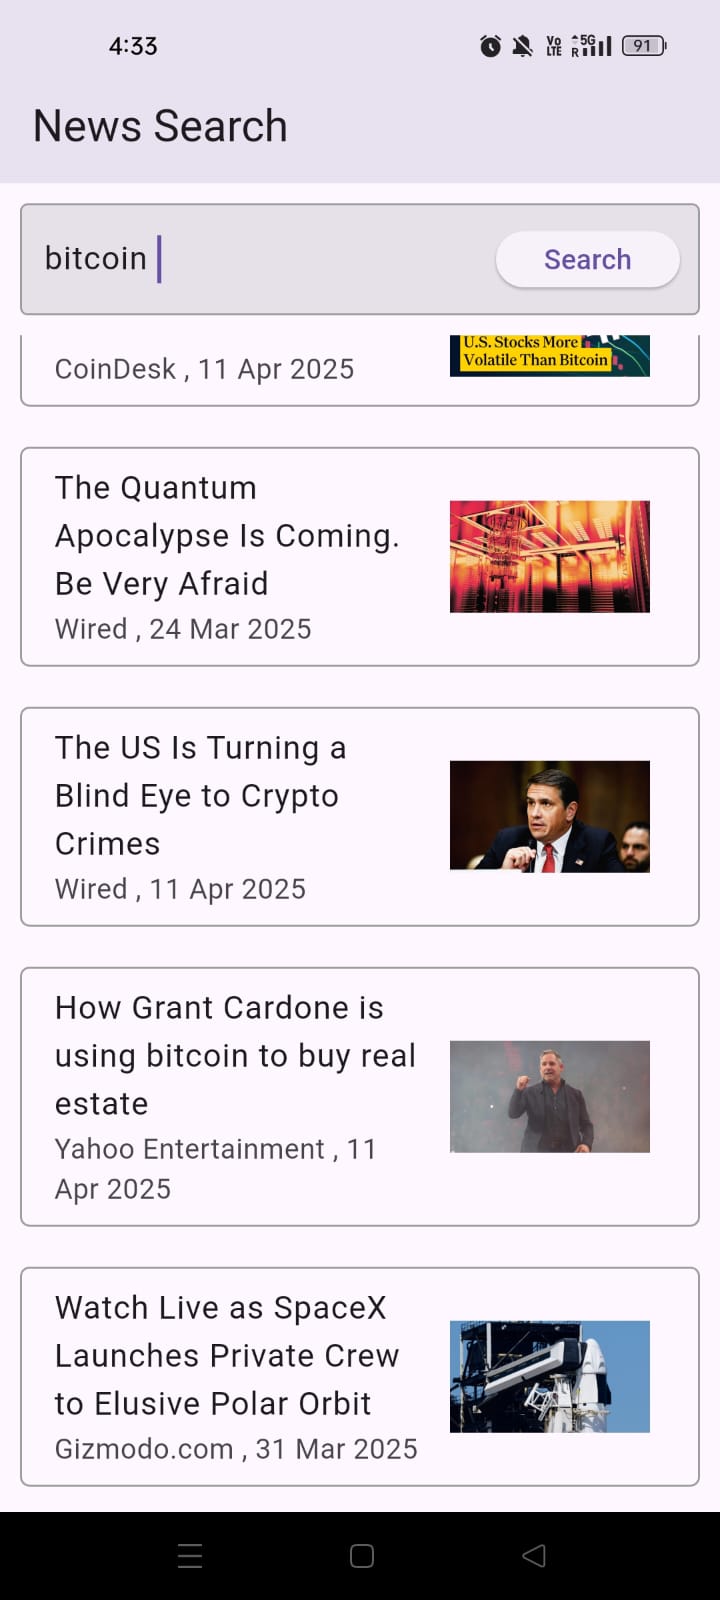 4:33
Vo
LTE
5G
R
91
News Search
bitcoin
Search
U.S. Stocks More
Volatile Than Bitcoin
CoinDesk , 11 Apr 2025
The Quantum
Apocalypse Is Coming.
Be Very Afraid
Wired , 24 Mar 2025
The US Is Turning a
Blind Eye to Crypto
Crimes
Wired , 11 Apr 2025
How Grant Cardone is
using bitcoin to buy real
estate
Yahoo Entertainment , 11
Apr 2025
Watch Live as SpaceX
Launches Private Crew
to Elusive Polar Orbit
Gizmodo.com , 31 Mar 2025